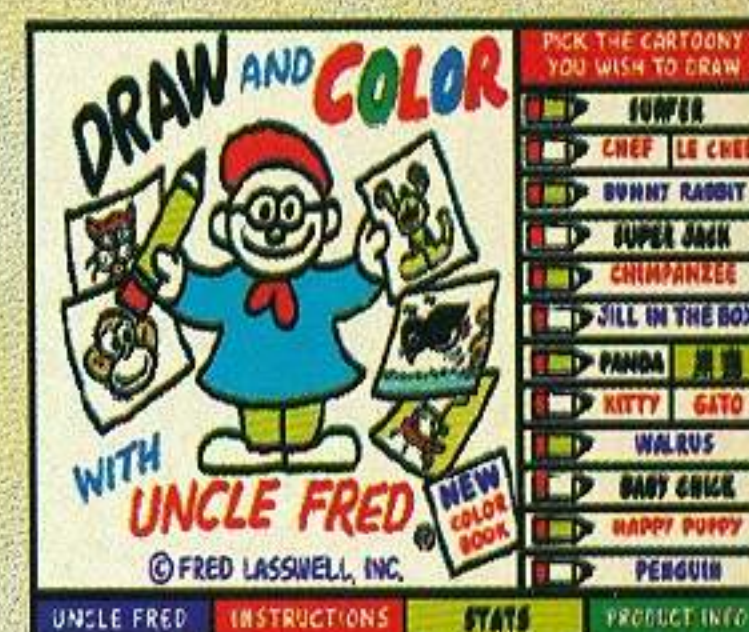 DRAW AND COLOR
WITH
UNCLE FRED®
NEW
COLOR
BOOK
© FRED LASSWELL, INC.
PICK THE CARTOONY
YOU WISH TO DRAW
SURFER
CHEF LE CHEF
BUNNY RABBIT
SUPER JACK
CHIMPANZEE
JILL IN THE BOX
PANDA
KITTY GATO
WALRUS
BABY CHICK
HAPPY PUPPY
PENGUIN
UNCLE FRED INSTRUCTIONS STATS PRODUCT INFO